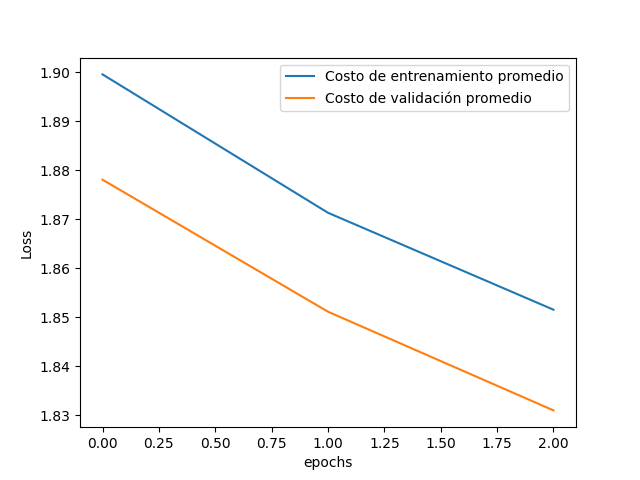 Costo de entrenamiento promedio
Costo de validación promedio
1.90
1.89
1.88
1.87
1.86
1.85
1.84
1.83
Loss
0.00 0.25 0.50 0.75 1.00 1.25 1.50 1.75 2.00
epochs